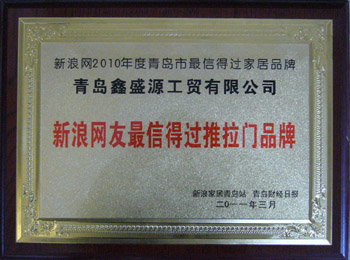 新浪网2010年度青岛市最信得过家居品牌
青岛鑫盛源工贸有限公司
新浪网友最信得过推拉门品牌
新浪家居青岛站 青岛财经日报
二〇一一年三月